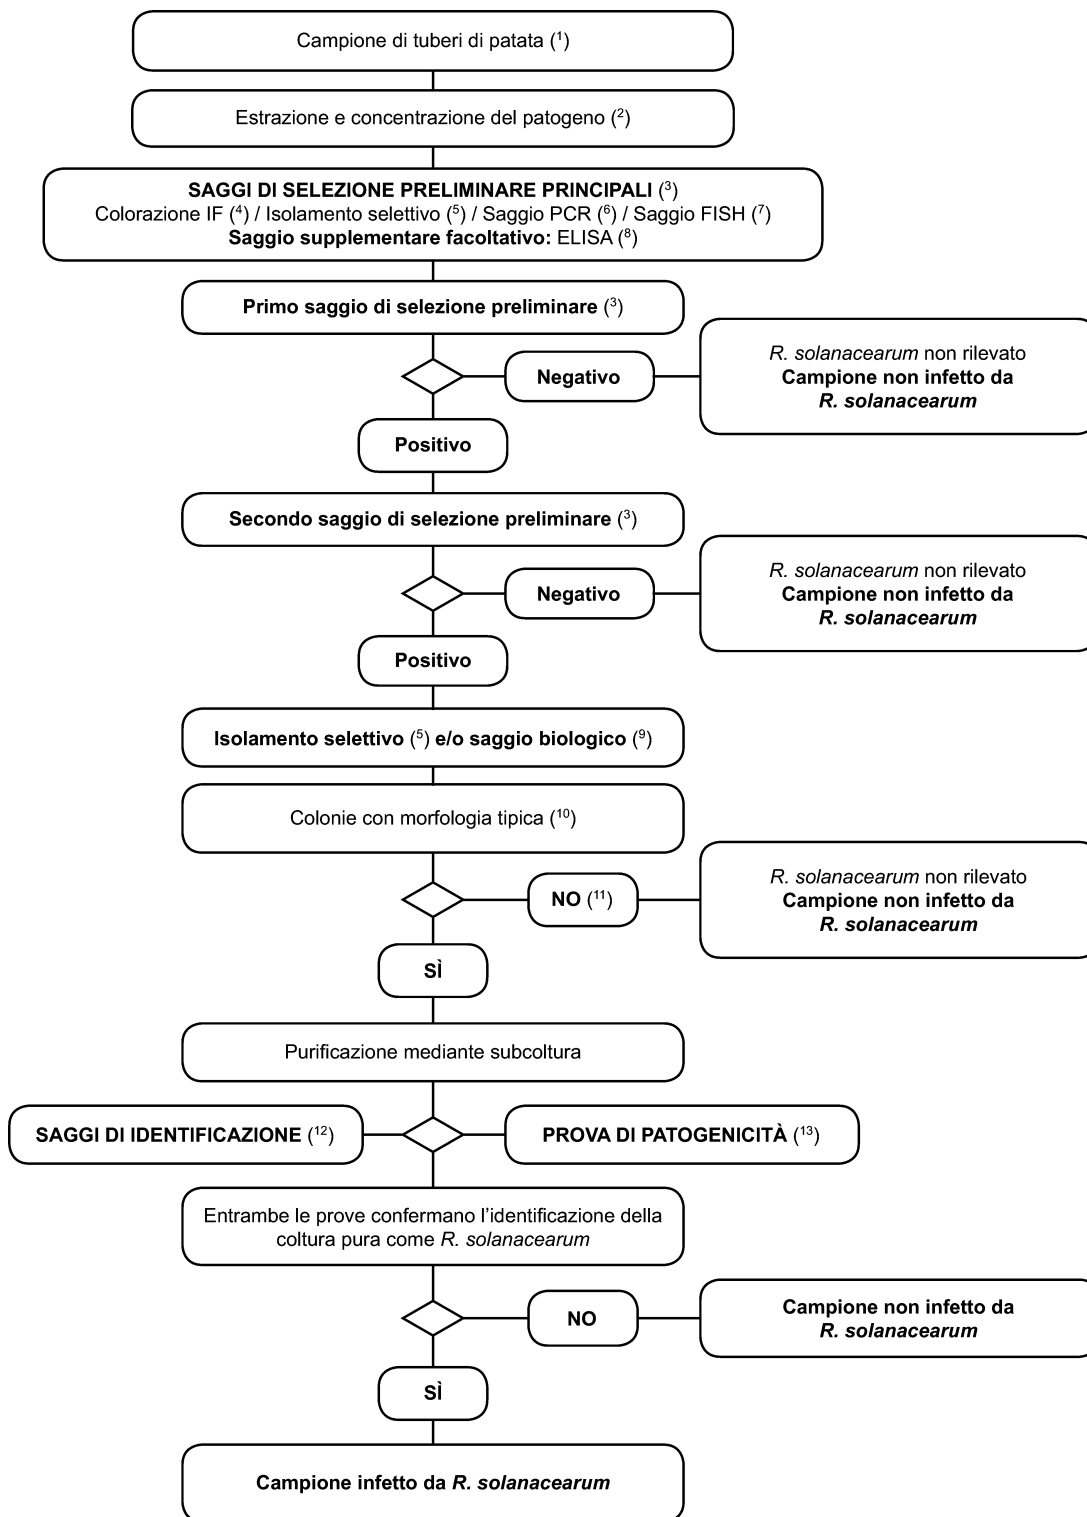 Campione di tuberi di patata (¹)
Estrazione e concentrazione del patogeno (²)
SAGGI DI SELEZIONE PRELIMINARE PRINCIPALI (³)
Colorazione IF (⁴) / Isolamento selettivo (⁵) / Saggio PCR (⁶) / Saggio FISH (⁷)
Saggio supplementare facoltativo: ELISA (⁸)
Primo saggio di selezione preliminare (³)
Negativo
R. solanacearum non rilevato
Campione non infetto da
R. solanacearum
Positivo
Secondo saggio di selezione preliminare (³)
Negativo
R. solanacearum non rilevato
Campione non infetto da
R. solanacearum
Positivo
Isolamento selettivo (⁵) e/o saggio biologico (⁹)
Colonie con morfologia tipica (¹⁰)
NO (¹¹)
R. solanacearum non rilevato
Campione non infetto da
R. solanacearum
SÌ
Purificazione mediante subcoltura
SAGGI DI IDENTIFICAZIONE (¹²)
PROVA DI PATOGENICITÀ (¹³)
Entrambe le prove confermano l’identificazione della
coltura pura come R. solanacearum
NO
Campione non infetto da
R. solanacearum
SÌ
Campione infetto da R. solanacearum